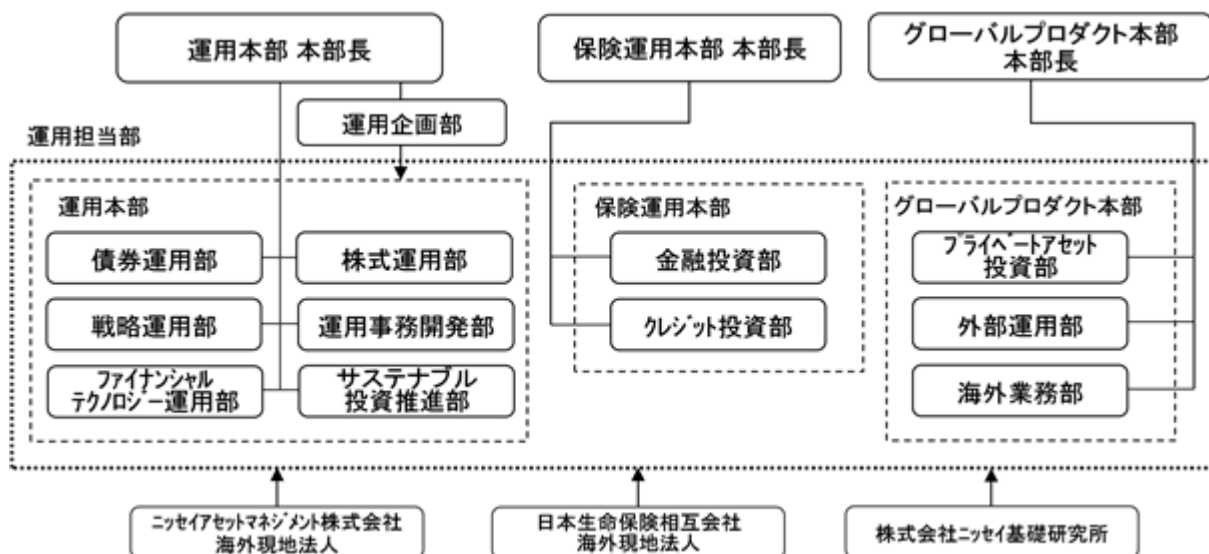 運用本部 本部長
保険運用本部 本部長
グローバルプロダクト本部
本部長
運用企画部
運用担当部
運用本部
債券運用部
株式運用部
戦略運用部
運用事務開発部
ファイナンシャル
テクノロジー運用部
サステナブル
投資推進部
保険運用本部
金融投資部
クレジット投資部
グローバルプロダクト本部
プライベートアセット
投資部
外部運用部
海外業務部
ニッセイアセットマネジメント株式会社
海外現地法人
日本生命保険相互会社
海外現地法人
株式会社ニッセイ基礎研究所